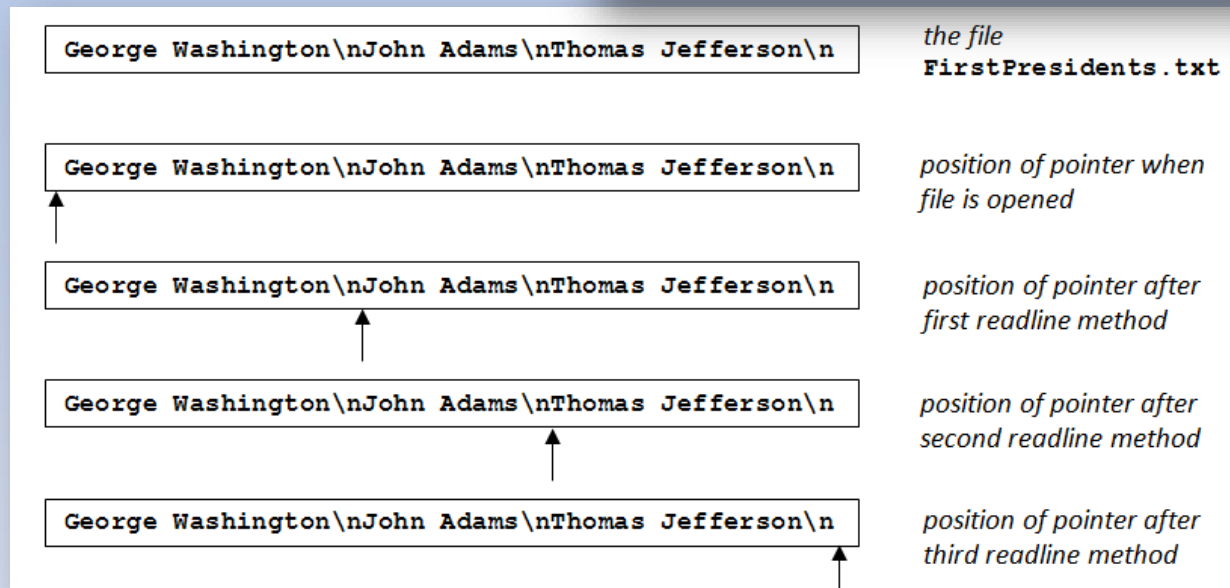 George Washington\nJohn Adams\nThomas Jefferson\n
the file
FirstPresidents.txt
George Washington\nJohn Adams\nThomas Jefferson\n
position of pointer when
file is opened
George Washington\nJohn Adams\nThomas Jefferson\n
position of pointer after
first readline method
George Washington\nJohn Adams\nThomas Jefferson\n
position of pointer after
second readline method
George Washington\nJohn Adams\nThomas Jefferson\n
position of pointer after
third readline method